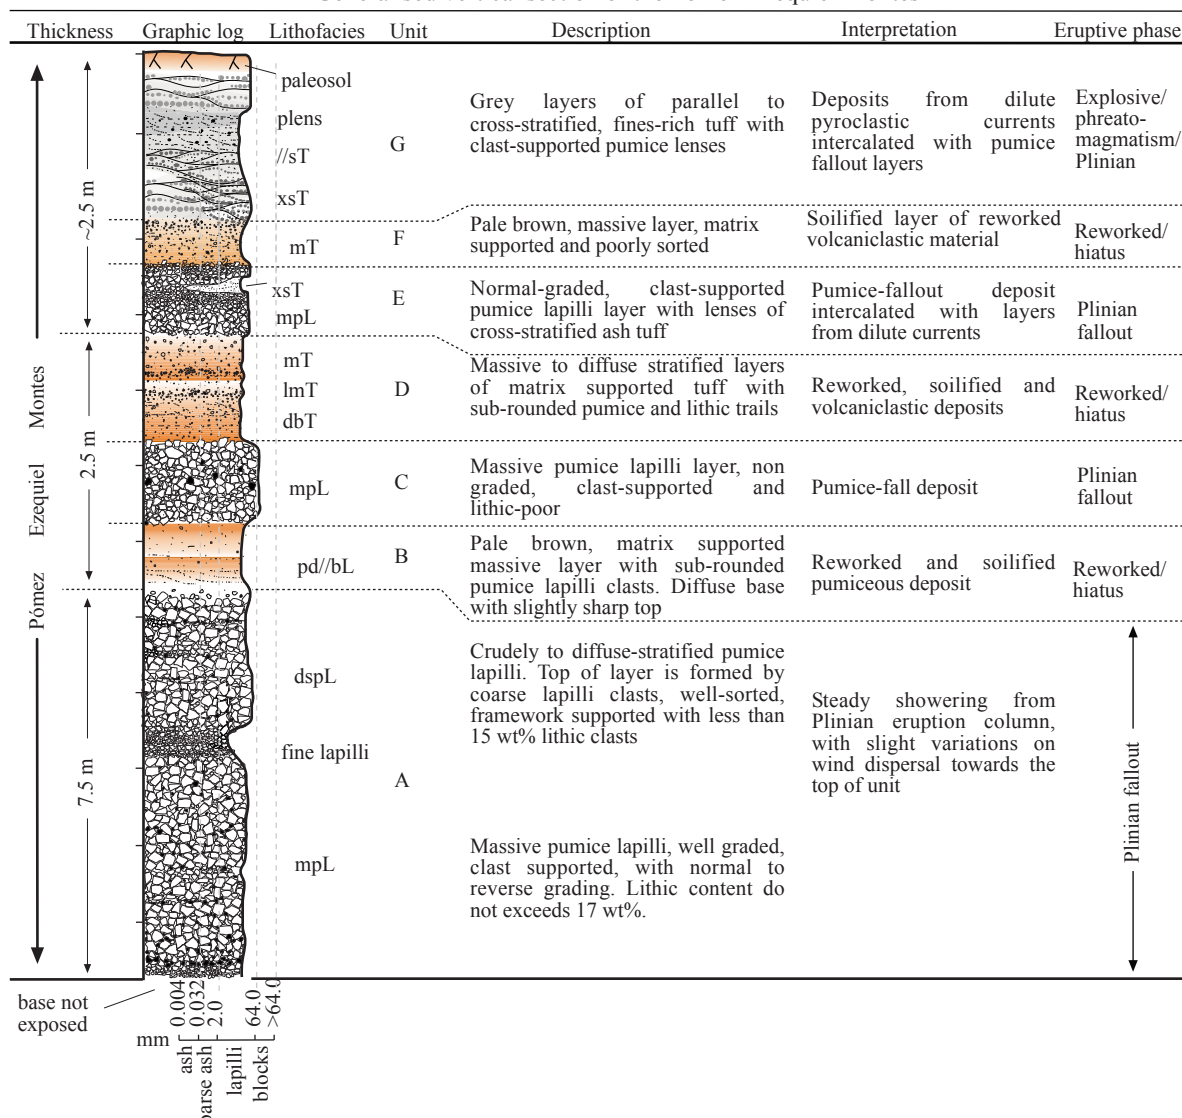 Thickness Graphic log Lithofacies Unit Description Interpretation Eruptive phase
Pómez Ezequiel Montes
~2.5 m
2.5 m
7.5 m
paleosol
plens
//sT
xsT
G
Grey layers of parallel to
cross-stratified, fines-rich tuff with
clast-supported pumice lenses
Deposits from dilute
pyroclastic currents
intercalated with pumice
fallout layers
Explosive/
phreato-
magmatism/
Plinian
mT
F
Pale brown, massive layer, matrix
supported and poorly sorted
Soilified layer of reworked
volcaniclastic material
Reworked/
hiatus
xsT
mpL
E
Normal-graded, clast-supported
pumice lapilli layer with lenses of
cross-stratified ash tuff
Pumice-fallout deposit
intercalated with layers
from dilute currents
Plinian
fallout
mT
lmT
dbT
D
Massive to diffuse stratified layers
of matrix supported tuff with
sub-rounded pumice and lithic trails
Reworked, soilified and
volcaniclastic deposits
Reworked/
hiatus
mpL
C
Massive pumice lapilli layer, non
graded, clast-supported and
lithic-poor
Pumice-fall deposit
Plinian
fallout
pd//bL
B
Pale brown, matrix supported
massive layer with sub-rounded
pumice lapilli clasts. Diffuse base
with slightly sharp top
Reworked and soilified
pumiceous deposit
Reworked/
hiatus
dspL
fine lapilli
mpL
A
Crudely to diffuse-stratified pumice
lapilli. Top of layer is formed by
coarse lapilli clasts, well-sorted,
framework supported with less than
15 wt% lithic clasts
Massive pumice lapilli, well graded,
clast supported, with normal to
reverse grading. Lithic content do
not exceeds 17 wt%.
Steady showering from
Plinian eruption column,
with slight variations on
wind dispersal towards the
top of unit
Plinian fallout
base not
exposed
mm
0.004
0.032
2.0
64.0
>64.0
ash
arse ash
lapilli
blocks